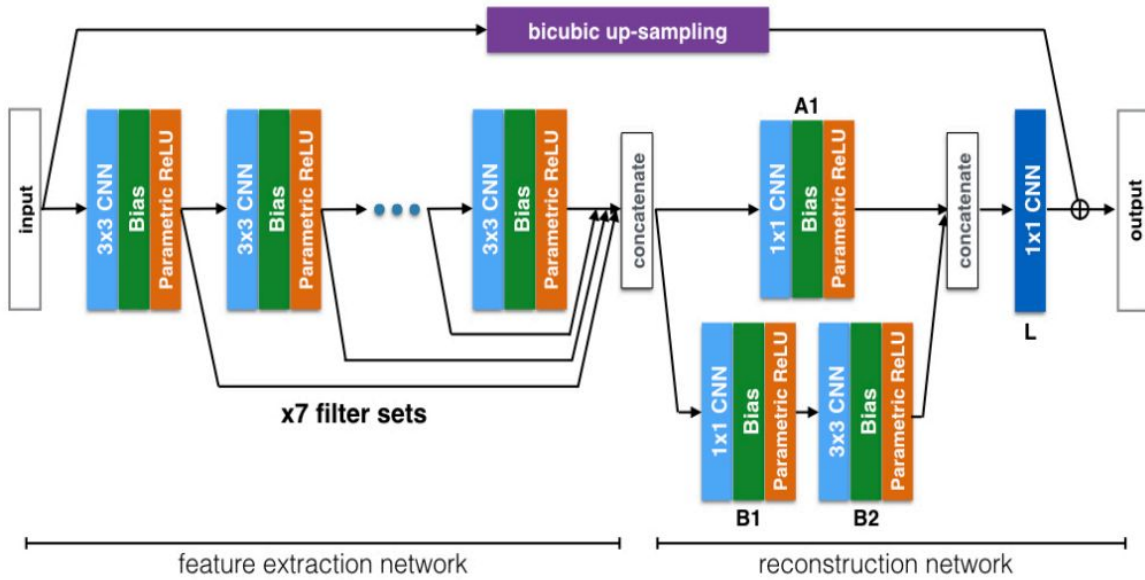 bicubic up-sampling
input
3x3 CNN
Bias
Parametric ReLU
3x3 CNN
Bias
Parametric ReLU
3x3 CNN
Bias
Parametric ReLU
concatenate
A1
1x1 CNN
Bias
Parametric ReLU
concatenate
1x1 CNN
L
output
x7 filter sets
1x1 CNN
Bias
Parametric ReLU
B1
3x3 CNN
Bias
Parametric ReLU
B2
feature extraction network
reconstruction network